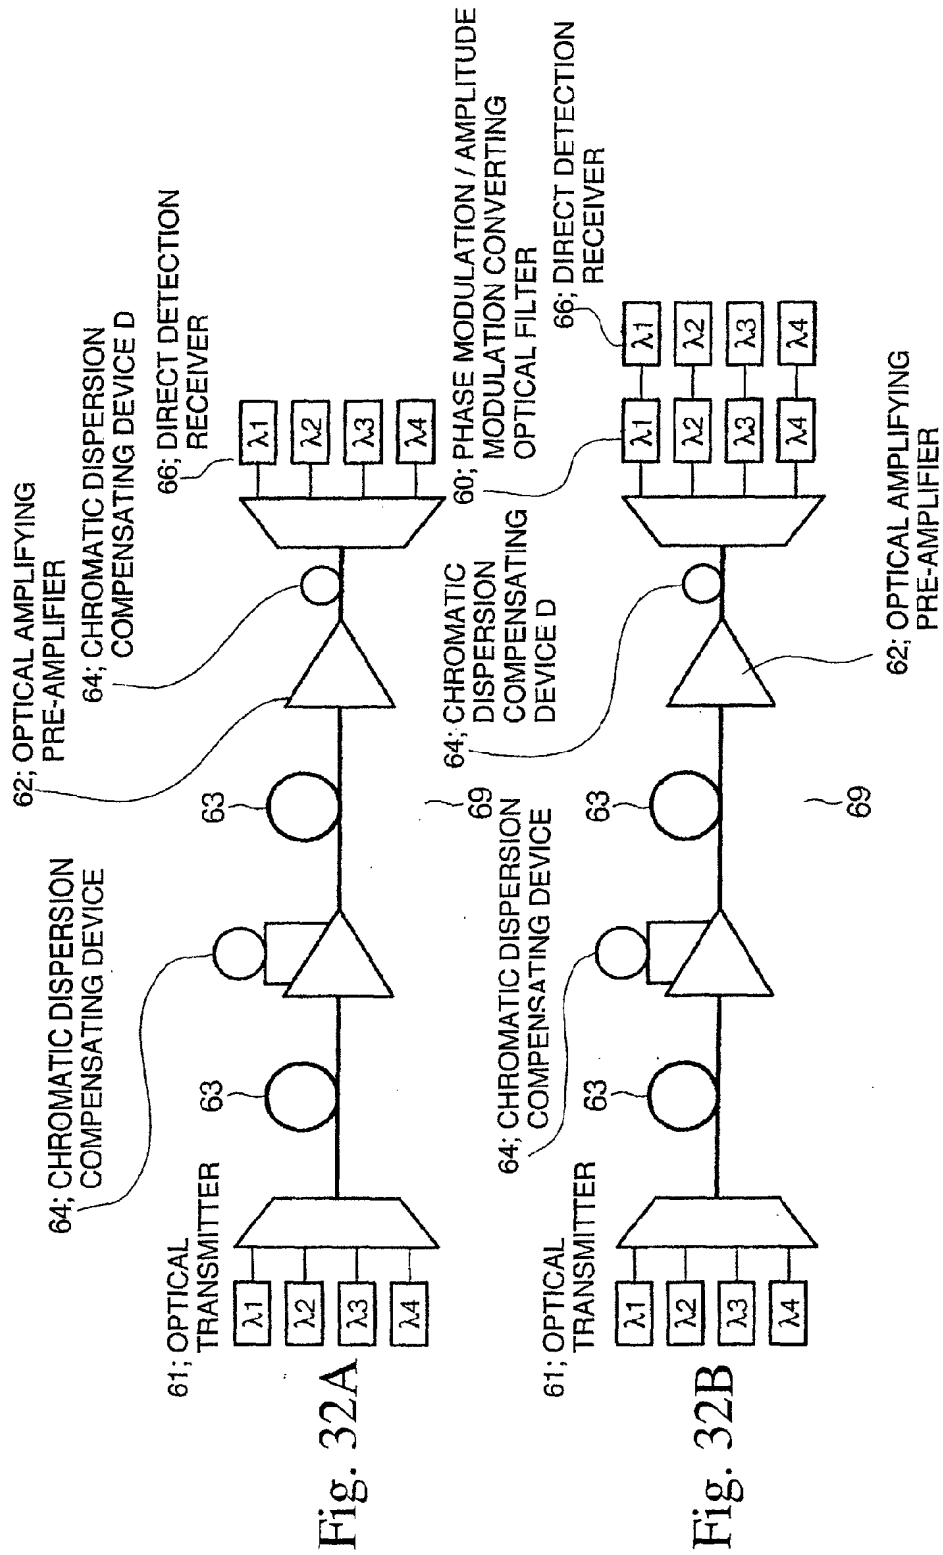 Fig. 32A
61; OPTICAL
TRANSMITTER
λ1
λ2
λ3
λ4
63
64; CHROMATIC DISPERSION
COMPENSATING DEVICE
63
69
62; OPTICAL AMPLIFYING
PRE-AMPLIFIER
64; CHROMATIC DISPERSION
COMPENSATING DEVICE D
66; DIRECT DETECTION
RECEIVER
λ1
λ2
λ3
λ4
Fig. 32B
61; OPTICAL
TRANSMITTER
λ1
λ2
λ3
λ4
63
64; CHROMATIC DISPERSION
COMPENSATING DEVICE
63
69
64; CHROMATIC
DISPERSION
COMPENSATING
DEVICE D
62; OPTICAL AMPLIFYING
PRE-AMPLIFIER
60; PHASE MODULATION / AMPLITUDE
MODULATION CONVERTING
OPTICAL FILTER
66; DIRECT DETECTION
RECEIVER
λ1 λ1
λ2 λ2
λ3 λ3
λ4 λ4